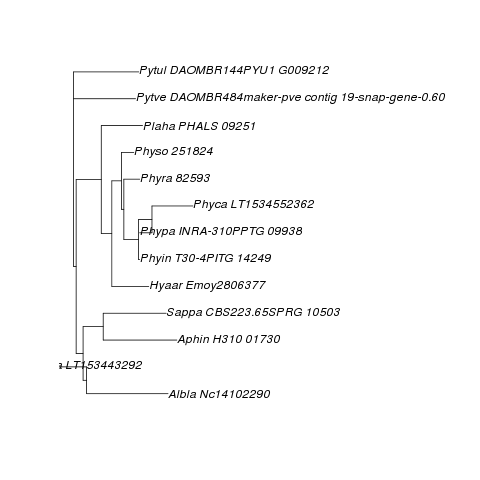 Pytul DAOMBR144PYU1 G009212
Pytve DAOMBR484maker-pve contig 19-snap-gene-0.60
Plaha PHALS 09251
Physo 251824
Phyra 82593
Phyca LT1534552362
Phypa INRA-310PPTG 09938
Phyin T30-4PITG 14249
Hyaar Emoy2806377
Sappa CBS223.65SPRG 10503
Aphin H310 01730
LT153443292
Albla Nc14102290